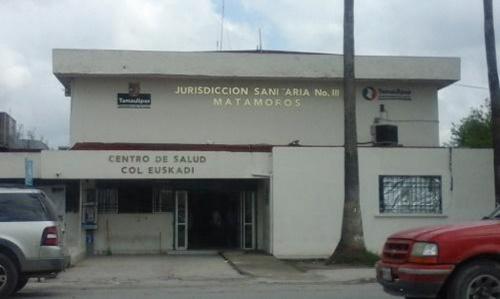 JURISDICCION SANITARIA No. III
MATAMOROS
Tamaulipas
Tamaulipas
CENTRO DE SALUD
COL EUSKADI